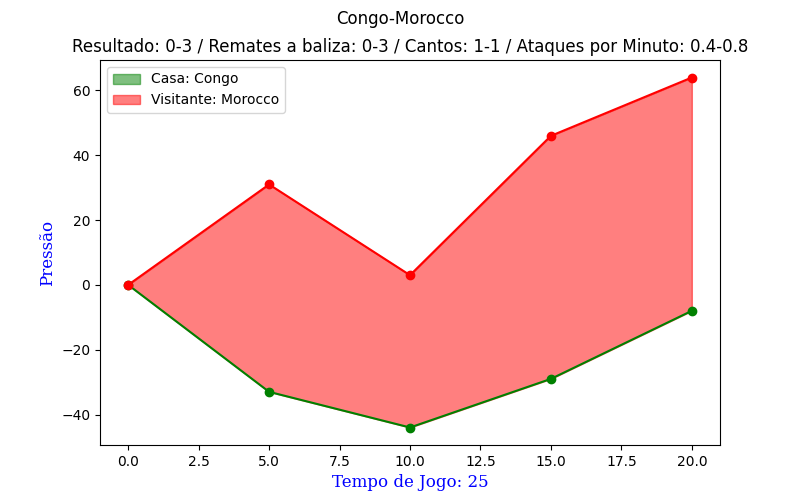 Congo-Morocco
Resultado: 0-3 / Remates a baliza: 0-3 / Cantos: 1-1 / Ataques por Minuto: 0.4-0.8
Casa: Congo
Visitante: Morocco
60
40
20
0
−20
−40
Pressão
0.0 2.5 5.0 7.5 10.0 12.5 15.0 17.5 20.0
Tempo de Jogo: 25